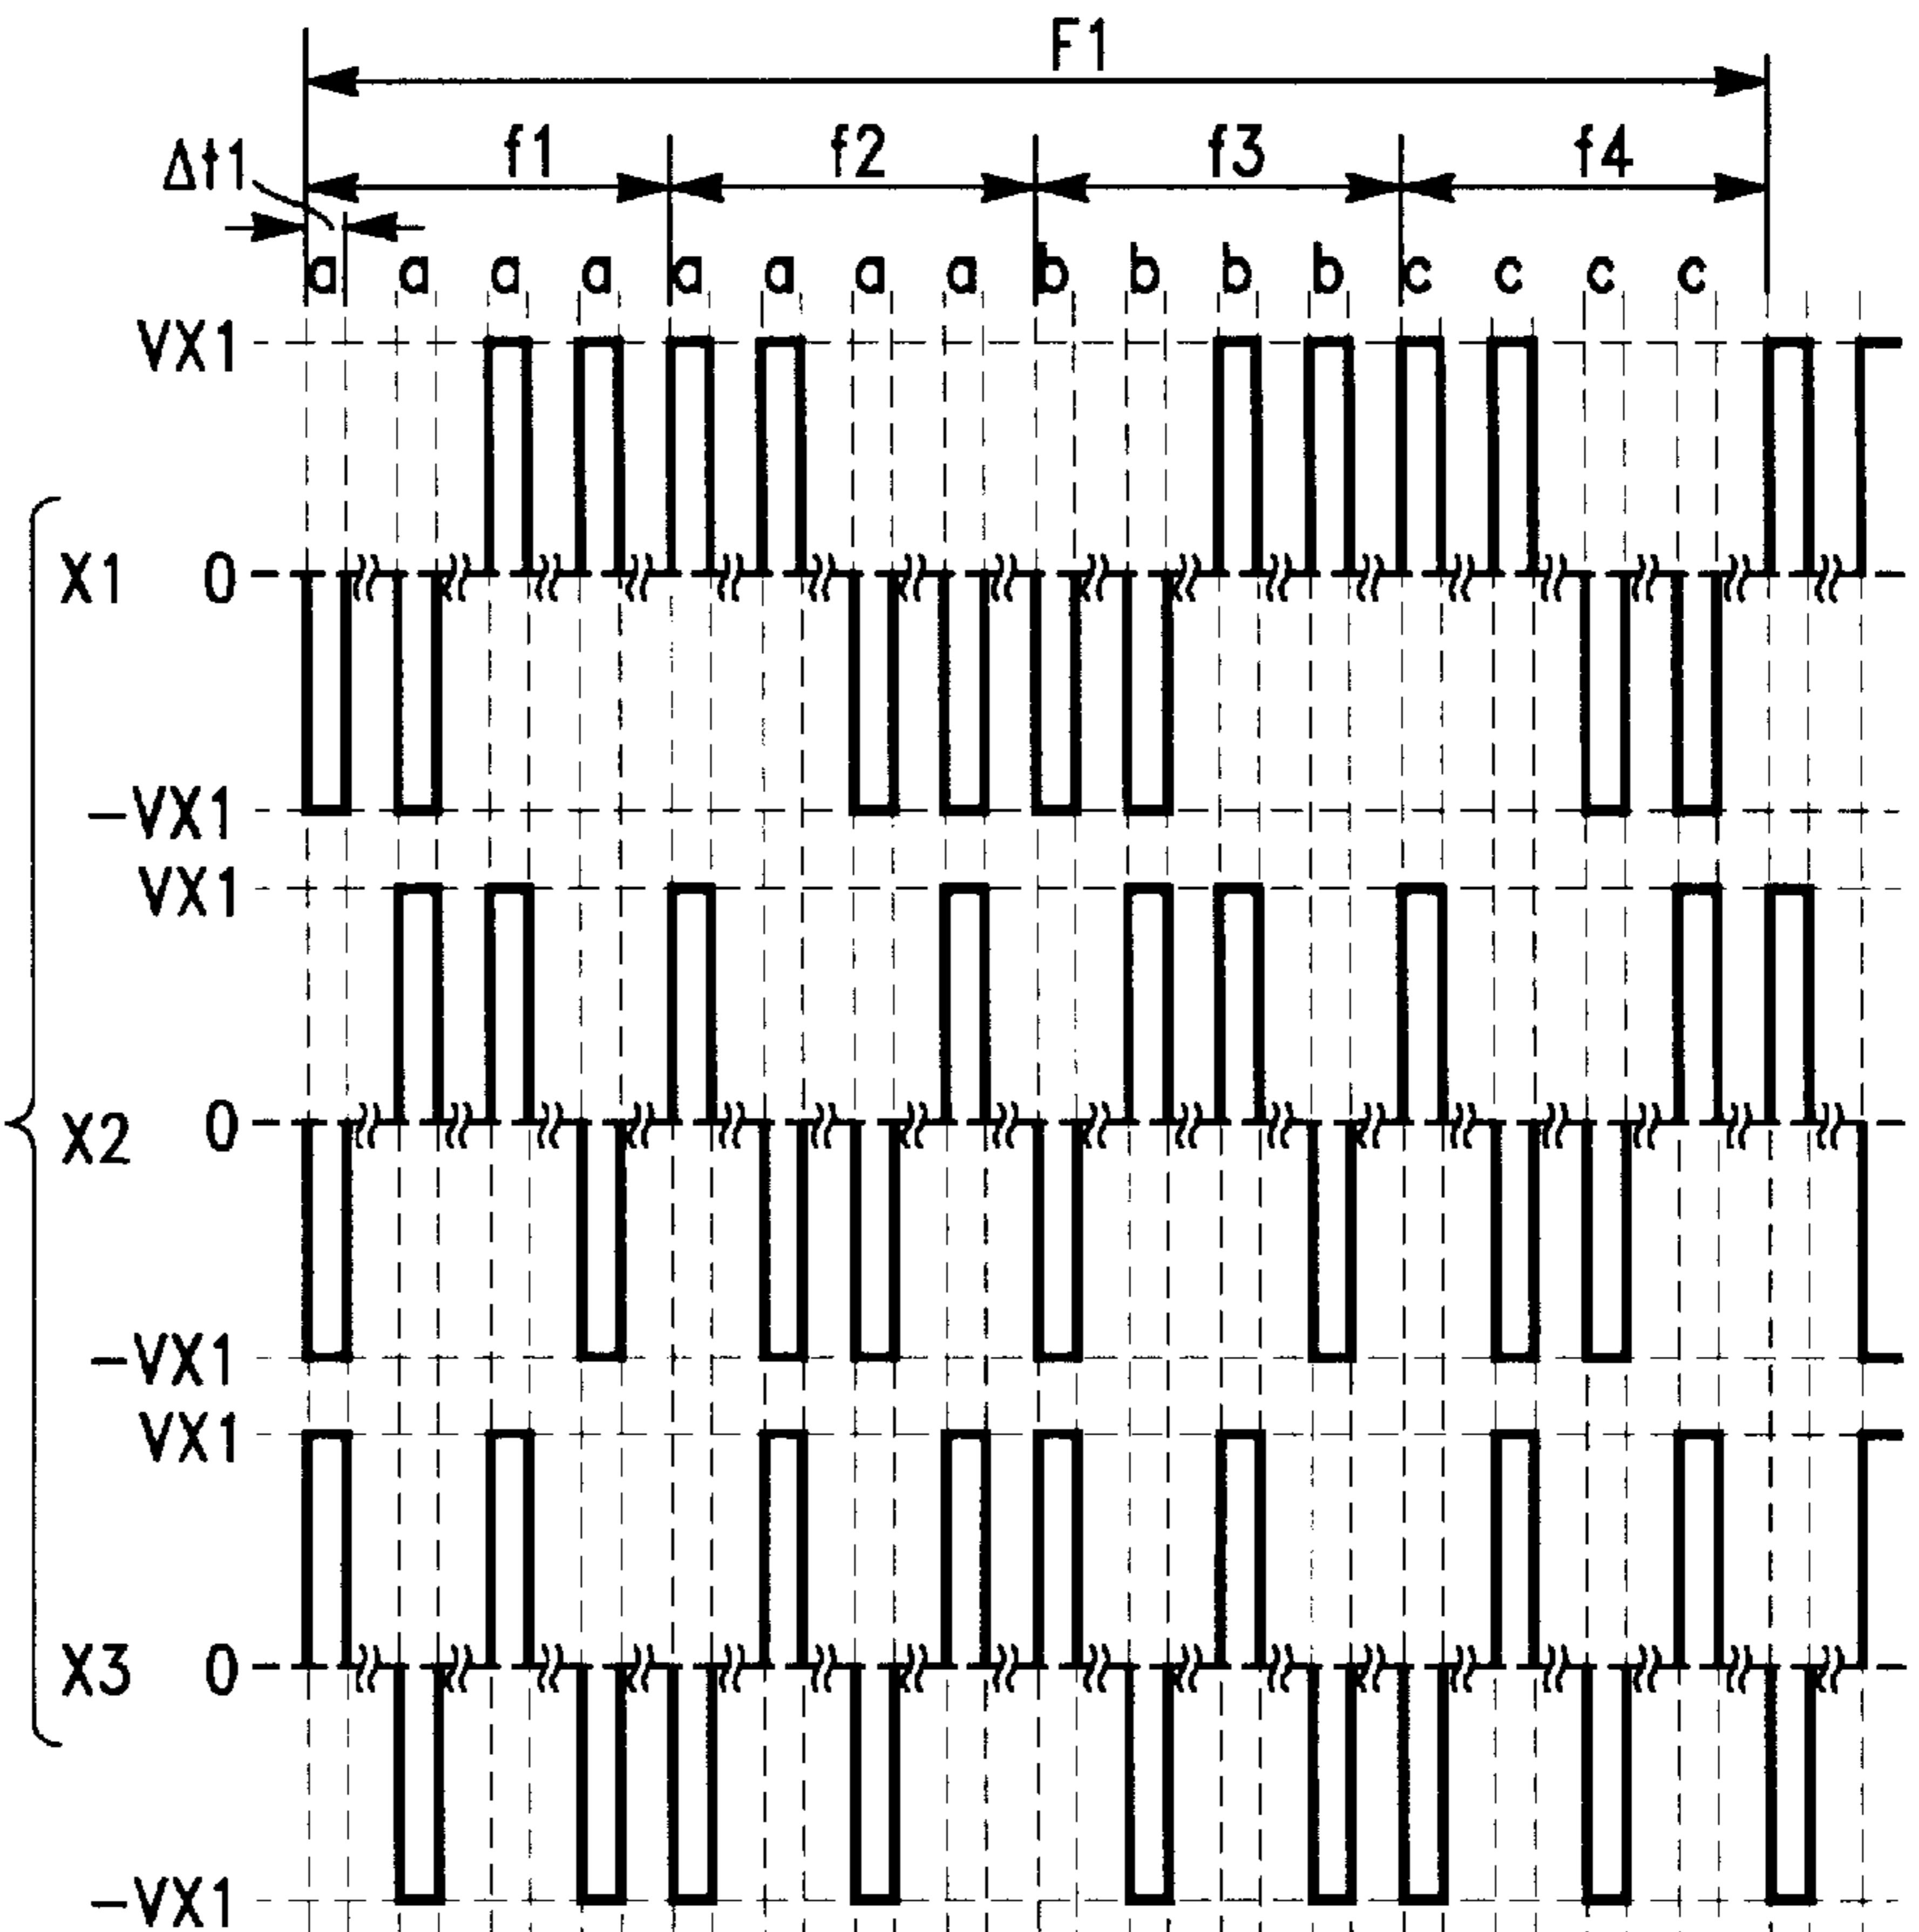 F1
f1 f2 f3 f4
Δt1
a a a a a a a a b b b b c c c c
VX1
X1 0
-VX1
VX1
X2 0
-VX1
VX1
X3 0
-VX1